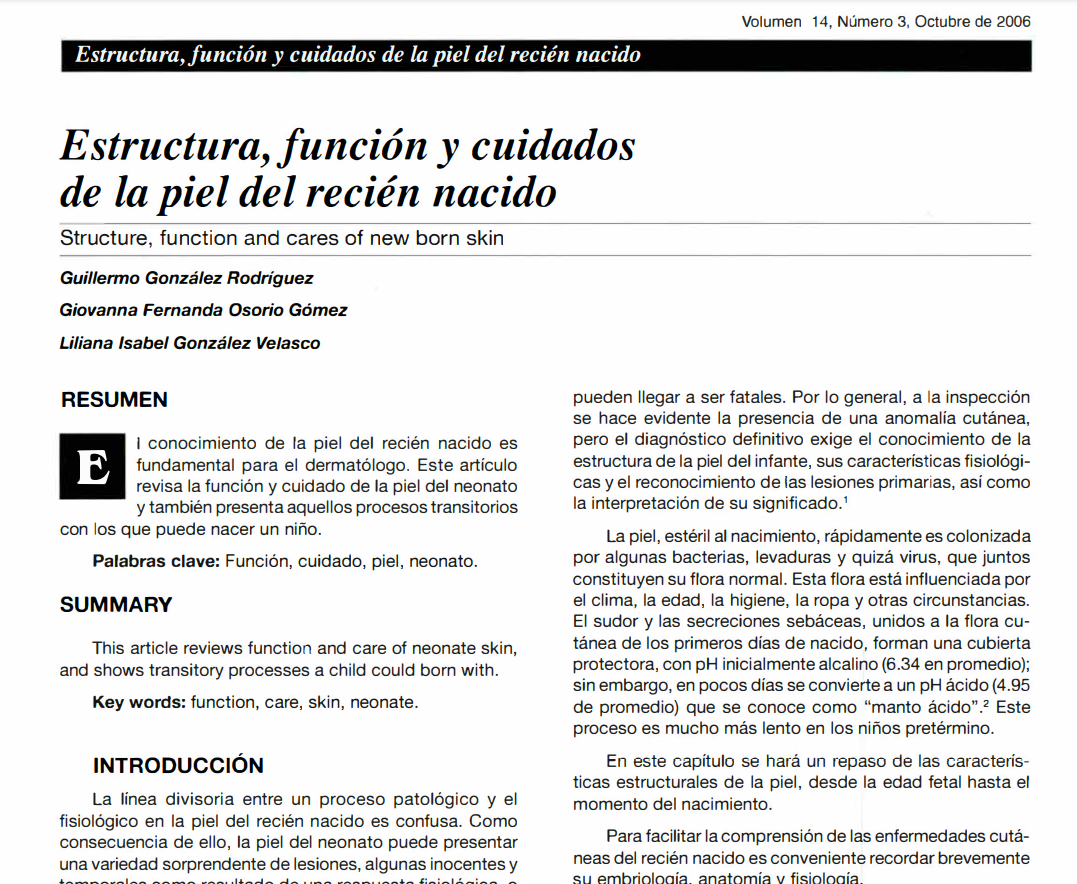 Volumen 14, Número 3, Octubre de 2006
Estructura, función y cuidados de la piel del recién nacido
Estructura, función y cuidados
de la piel del recién nacido
Structure, function and cares of new born skin
Guillermo González Rodríguez
Giovanna Fernanda Osorio Gómez
Liliana Isabel González Velasco
RESUMEN
El conocimiento de la piel del recién nacido es
fundamental para el dermatólogo. Este artículo
revisa la función y cuidado de la piel del neonato
y también presenta aquellos procesos transitorios
con los que puede nacer un niño.
Palabras clave: Función, cuidado, piel, neonato.
SUMMARY
This article reviews function and care of neonate skin,
and shows transitory processes a child could born with.
Key words: function, care, skin, neonate.
INTRODUCCIÓN
La línea divisoria entre un proceso patológico y el
fisiológico en la piel del recién nacido es confusa. Como
consecuencia de ello, la piel del neonato puede presentar
una variedad sorprendente de lesiones, algunas inocentes y
temporales como resultado de una respuesta fisiológica, o
pueden llegar a ser fatales. Por lo general, a la inspección
se hace evidente la presencia de una anomalía cutánea,
pero el diagnóstico definitivo exige el conocimiento de la
estructura de la piel del infante, sus características fisiológi-
cas y el reconocimiento de las lesiones primarias, así como
la interpretación de su significado.¹
La piel, estéril al nacimiento, rápidamente es colonizada
por algunas bacterias, levaduras y quizá virus, que juntos
constituyen su flora normal. Esta flora está influenciada por
el clima, la edad, la higiene, la ropa y otras circunstancias.
El sudor y las secreciones sebáceas, unidos a la flora cu-
tánea de los primeros días de nacido, forman una cubierta
protectora, con pH inicialmente alcalino (6.34 en promedio);
sin embargo, en pocos días se convierte a un pH ácido (4.95
de promedio) que se conoce como “manto ácido”.² Este
proceso es mucho más lento en los niños pretérmino.
En este capítulo se hará un repaso de las caracterís-
ticas estructurales de la piel, desde la edad fetal hasta el
momento del nacimiento.
Para facilitar la comprensión de las enfermedades cutá-
neas del recién nacido es conveniente recordar brevemente
su embriología, anatomía y fisiología.